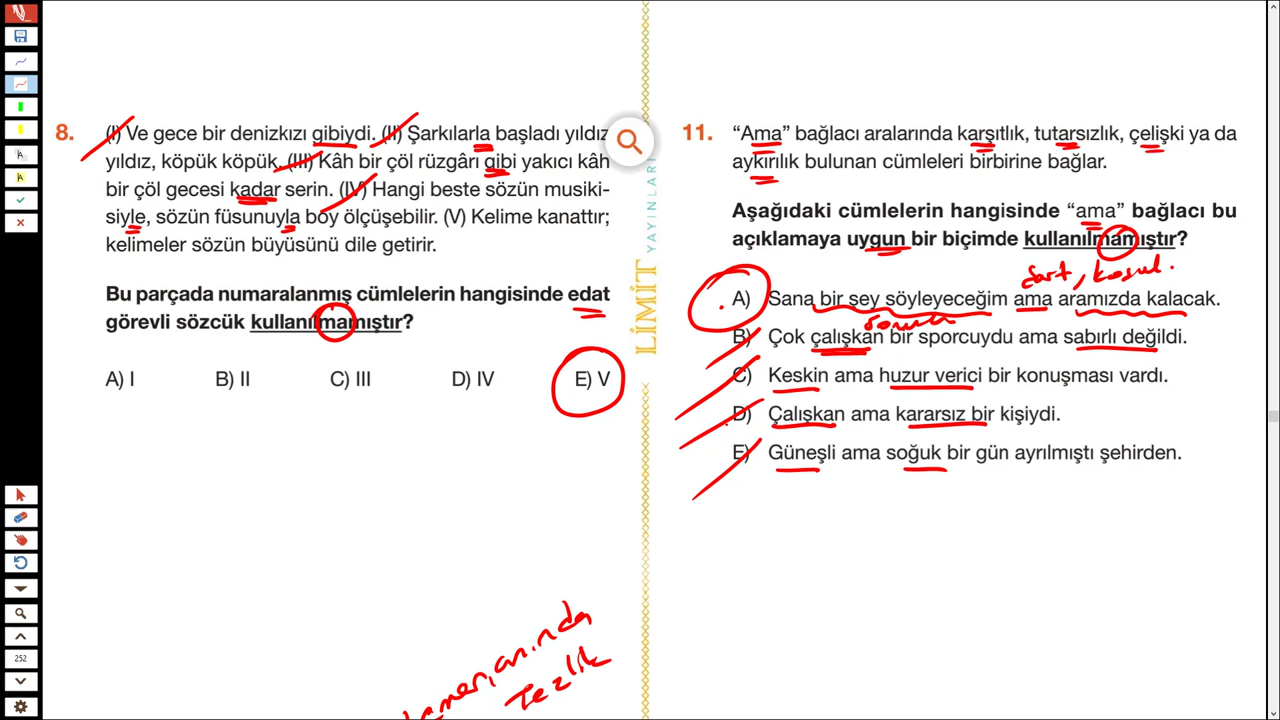 8. (I) Ve gece bir denizkızı gibiydi. (II) Şarkılarla başladı yıldız
yıldız, köpük köpük. (III) Kâh bir çöl rüzgârı gibi yakıcı kâh
bir çöl gecesi kadar serin. (IV) Hangi beste sözün musiki-
siyle, sözün füsunuyla boy ölçüşebilir. (V) Kelime kanattır;
kelimeler sözün büyüsünü dile getirir.
Bu parçada numaralanmış cümlelerin hangisinde edat
görevli sözcük kullanılmamıştır?
A) I B) II C) III D) IV E) V
anında
Tezlik
LİMİT YAYINLARI
11. “Ama” bağlacı aralarında karşıtlık, tutarsızlık, çelişki ya da
aykırılık bulunan cümleleri birbirine bağlar.
Aşağıdaki cümlelerin hangisinde “ama” bağlacı bu
açıklamaya uygun bir biçimde kullanılmamıştır?
şart, koşul.
A) Sana bir şey söyleyeceğim ama aramızda kalacak.
B) Çok çalışkan bir sporcuydu ama sabırlı değildi.
C) Keskin ama huzur verici bir konuşması vardı.
D) Çalışkan ama kararsız bir kişiydi.
E) Güneşli ama soğuk bir gün ayrılmıştı şehirden.
252